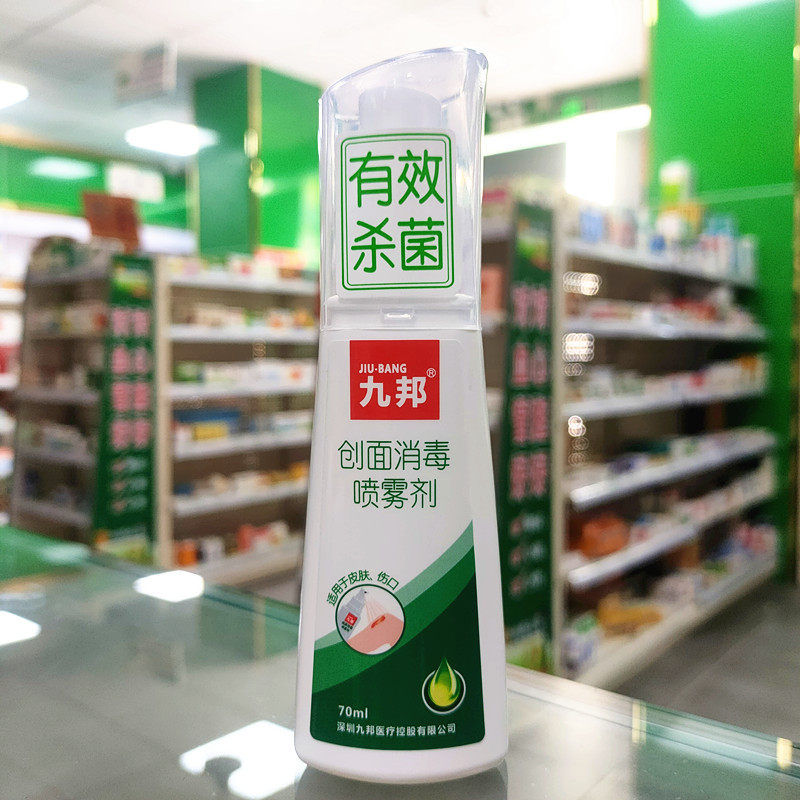 有效
杀菌
JIU·BANG
九邦®
创面消毒
喷雾剂
适用于皮肤、伤口
70ml
深圳九邦医疗控股有限公司